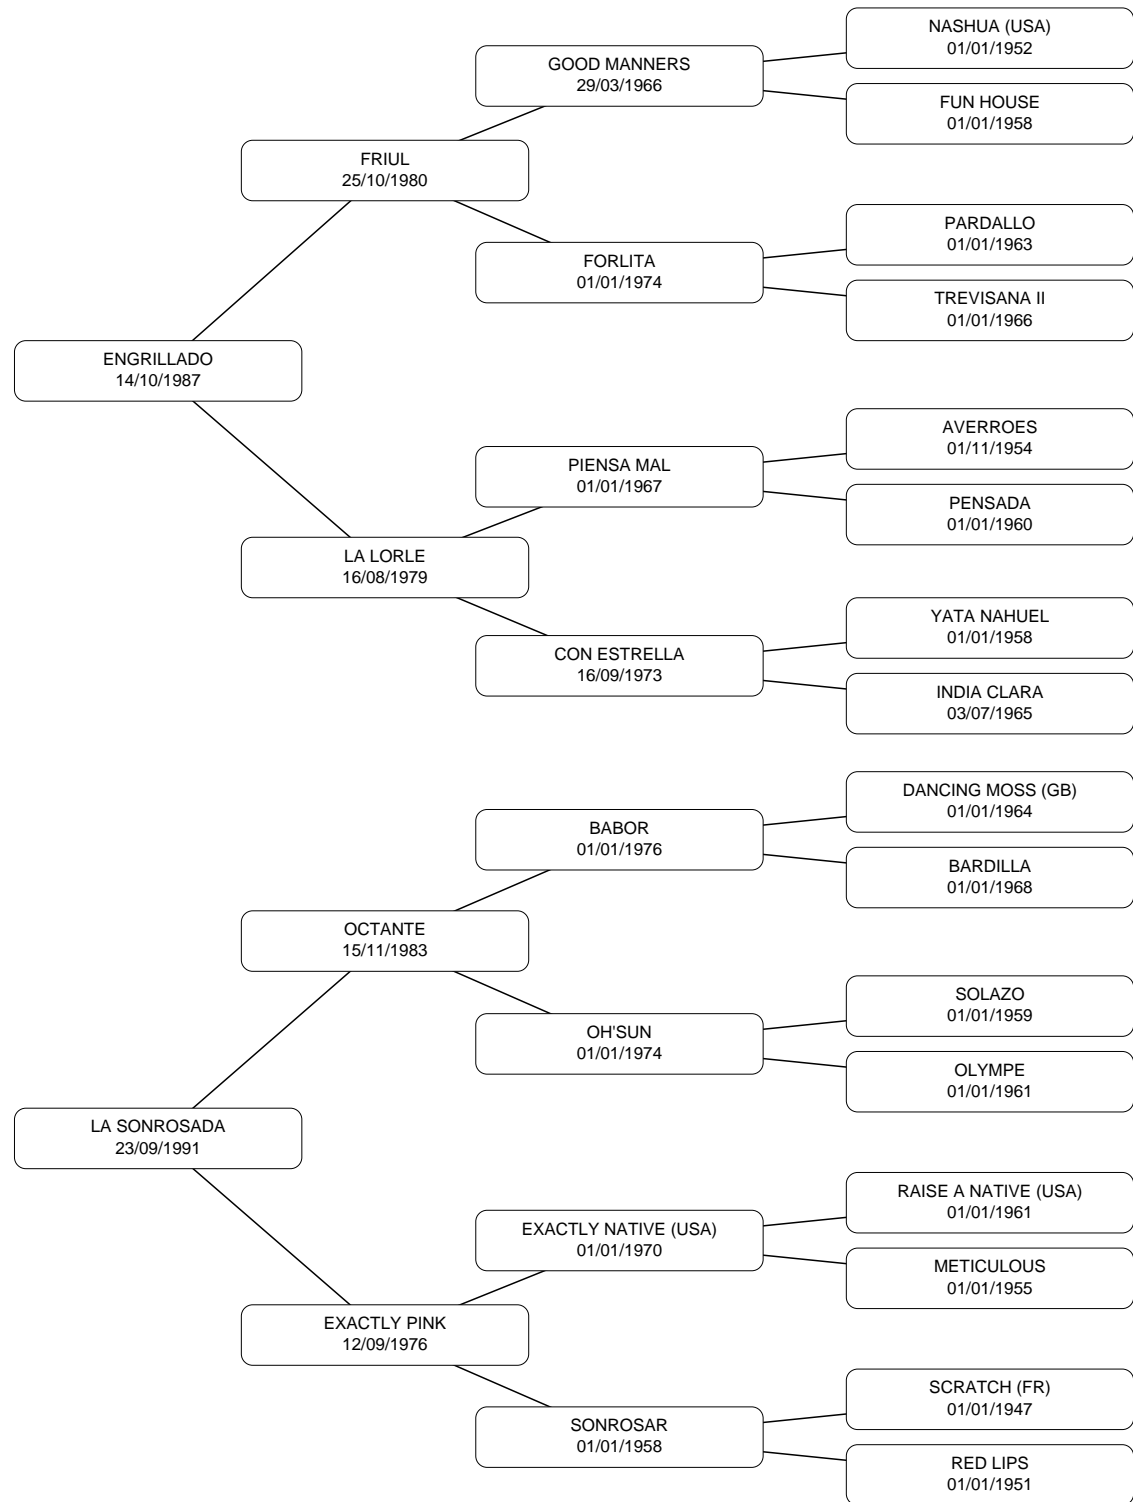 NASHUA (USA)
01/01/1952
GOOD MANNERS
29/03/1966
FUN HOUSE
01/01/1958
FRIUL
25/10/1980
PARDALLO
01/01/1963
FORLITA
01/01/1974
TREVISANA II
01/01/1966
ENGRILLADO
14/10/1987
AVERROES
01/11/1954
PIENSA MAL
01/01/1967
PENSADA
01/01/1960
LA LORLE
16/08/1979
YATA NAHUEL
01/01/1958
CON ESTRELLA
16/09/1973
INDIA CLARA
03/07/1965
DANCING MOSS (GB)
01/01/1964
BABOR
01/01/1976
BARDILLA
01/01/1968
OCTANTE
15/11/1983
SOLAZO
01/01/1959
OH'SUN
01/01/1974
OLYMPE
01/01/1961
LA SONROSADA
23/09/1991
RAISE A NATIVE (USA)
01/01/1961
EXACTLY NATIVE (USA)
01/01/1970
METICULOUS
01/01/1955
EXACTLY PINK
12/09/1976
SCRATCH (FR)
01/01/1947
SONROSAR
01/01/1958
RED LIPS
01/01/1951